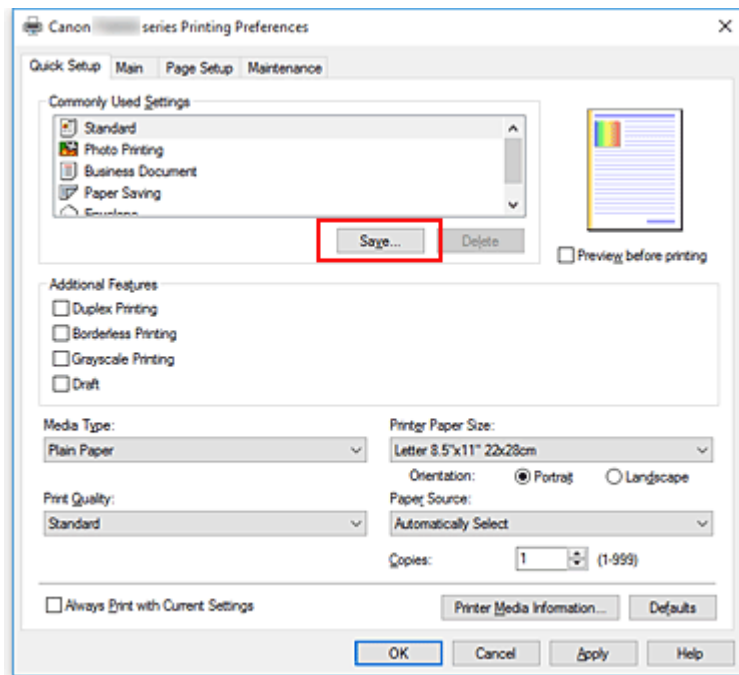 Canon series Printing Preferences
Quick Setup Main Page Setup Maintenance
Commonly Used Settings
Standard
Photo Printing
Business Document
Paper Saving
Envelope
Save... Delete
Preview before printing
Additional Features
Duplex Printing
Borderless Printing
Grayscale Printing
Draft
Media Type: Printer Paper Size:
Plain Paper Letter 8.5"x11" 22x28cm
Orientation: Portrait Landscape
Print Quality: Paper Source:
Standard Automatically Select
Copies: 1 (1-999)
Always Print with Current Settings Printer Media Information... Defaults
OK Cancel Apply Help